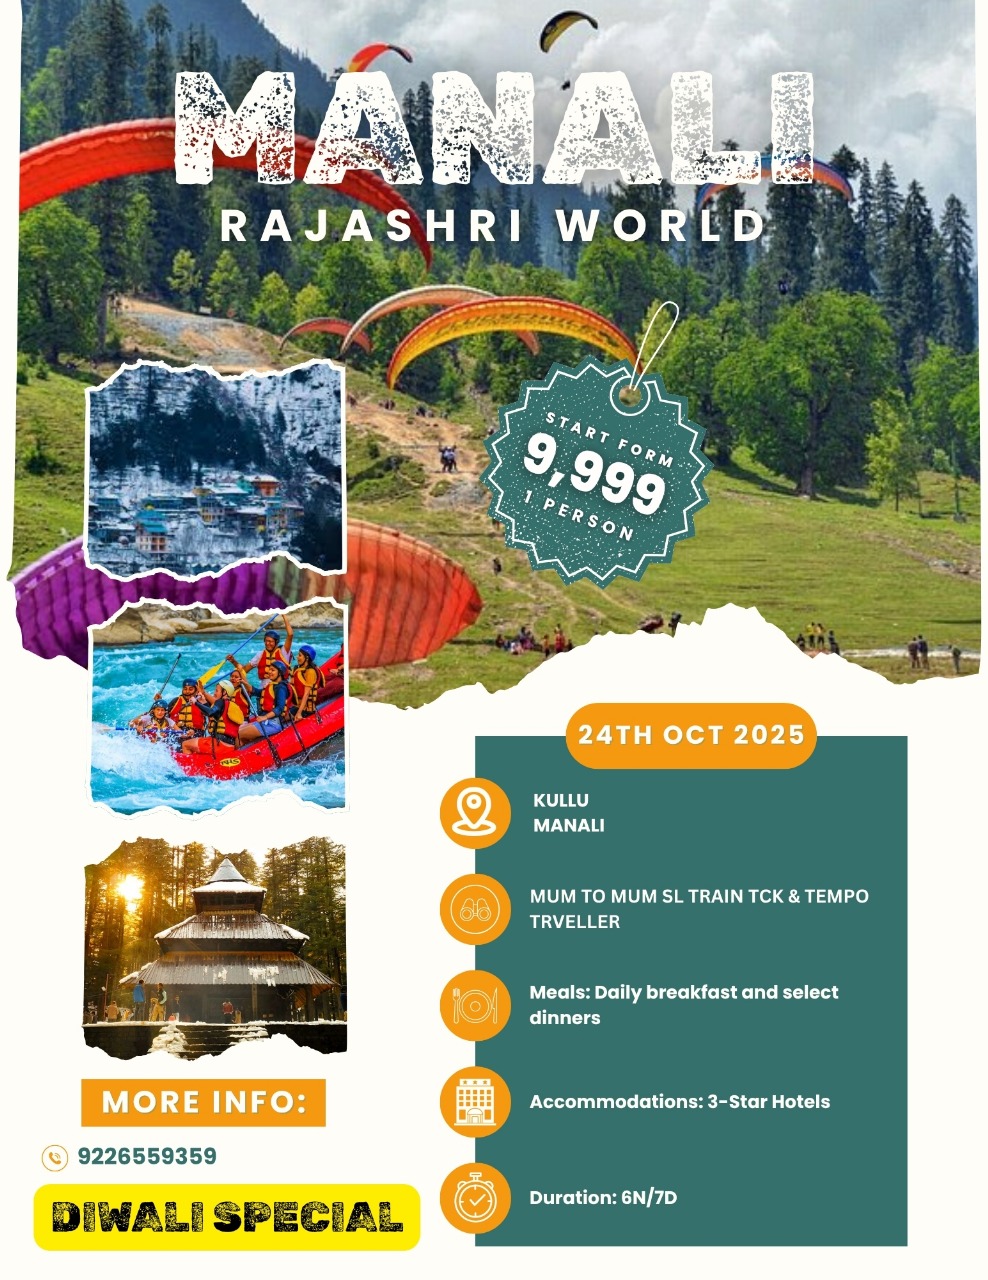 MANALI
RAJASHRI WORLD
START FORM
9,999
1 PERSON
24TH OCT 2025
KULLU
MANALI
MUM TO MUM SL TRAIN TCK & TEMPO
TRVELLER
Meals: Daily breakfast and select
dinners
Accommodations: 3-Star Hotels
Duration: 6N/7D
MORE INFO:
9226559359
DIWALI SPECIAL